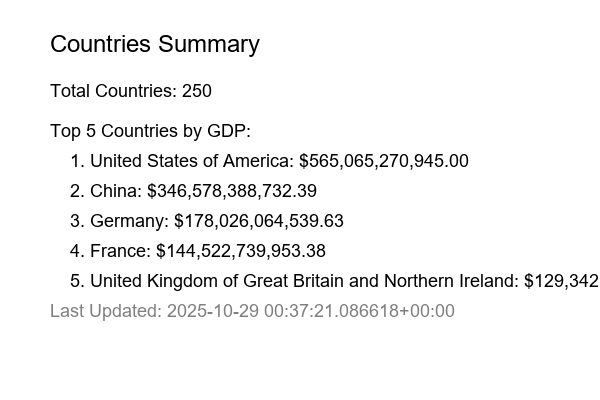 Countries Summary
Total Countries: 250
Top 5 Countries by GDP:
1. United States of America: $565,065,270,945.00
2. China: $346,578,388,732.39
3. Germany: $178,026,064,539.63
4. France: $144,522,739,953.38
5. United Kingdom of Great Britain and Northern Ireland: $129,342
Last Updated: 2025-10-29 00:37:21.086618+00:00